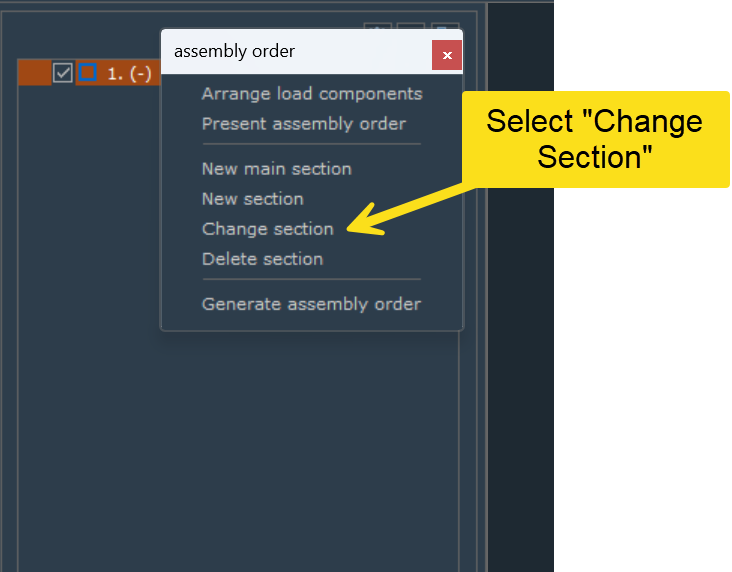 assembly order
x
1. (-)
Arrange load components
Present assembly order
New main section
New section
Change section
Delete section
Generate assembly order
Select "Change
Section"